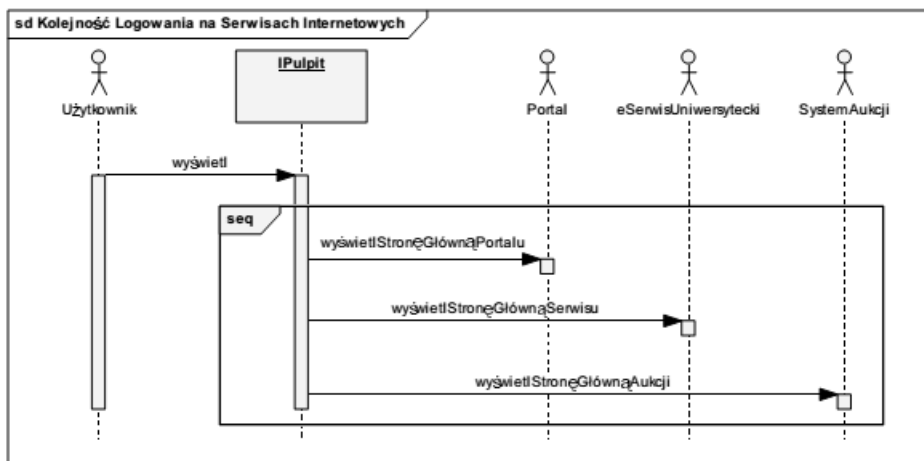 sd Kolejność Logowania na Serwisach Internetowych
Użytkownik
IPulpit
Portal
eSerwisUniwersytecki
SystemAukcji
wyświetl
seq
wyświetlStronęGłównąPortalu
wyświetlStronęGłównąSerwisu
wyświetlStronęGłównąAukcji